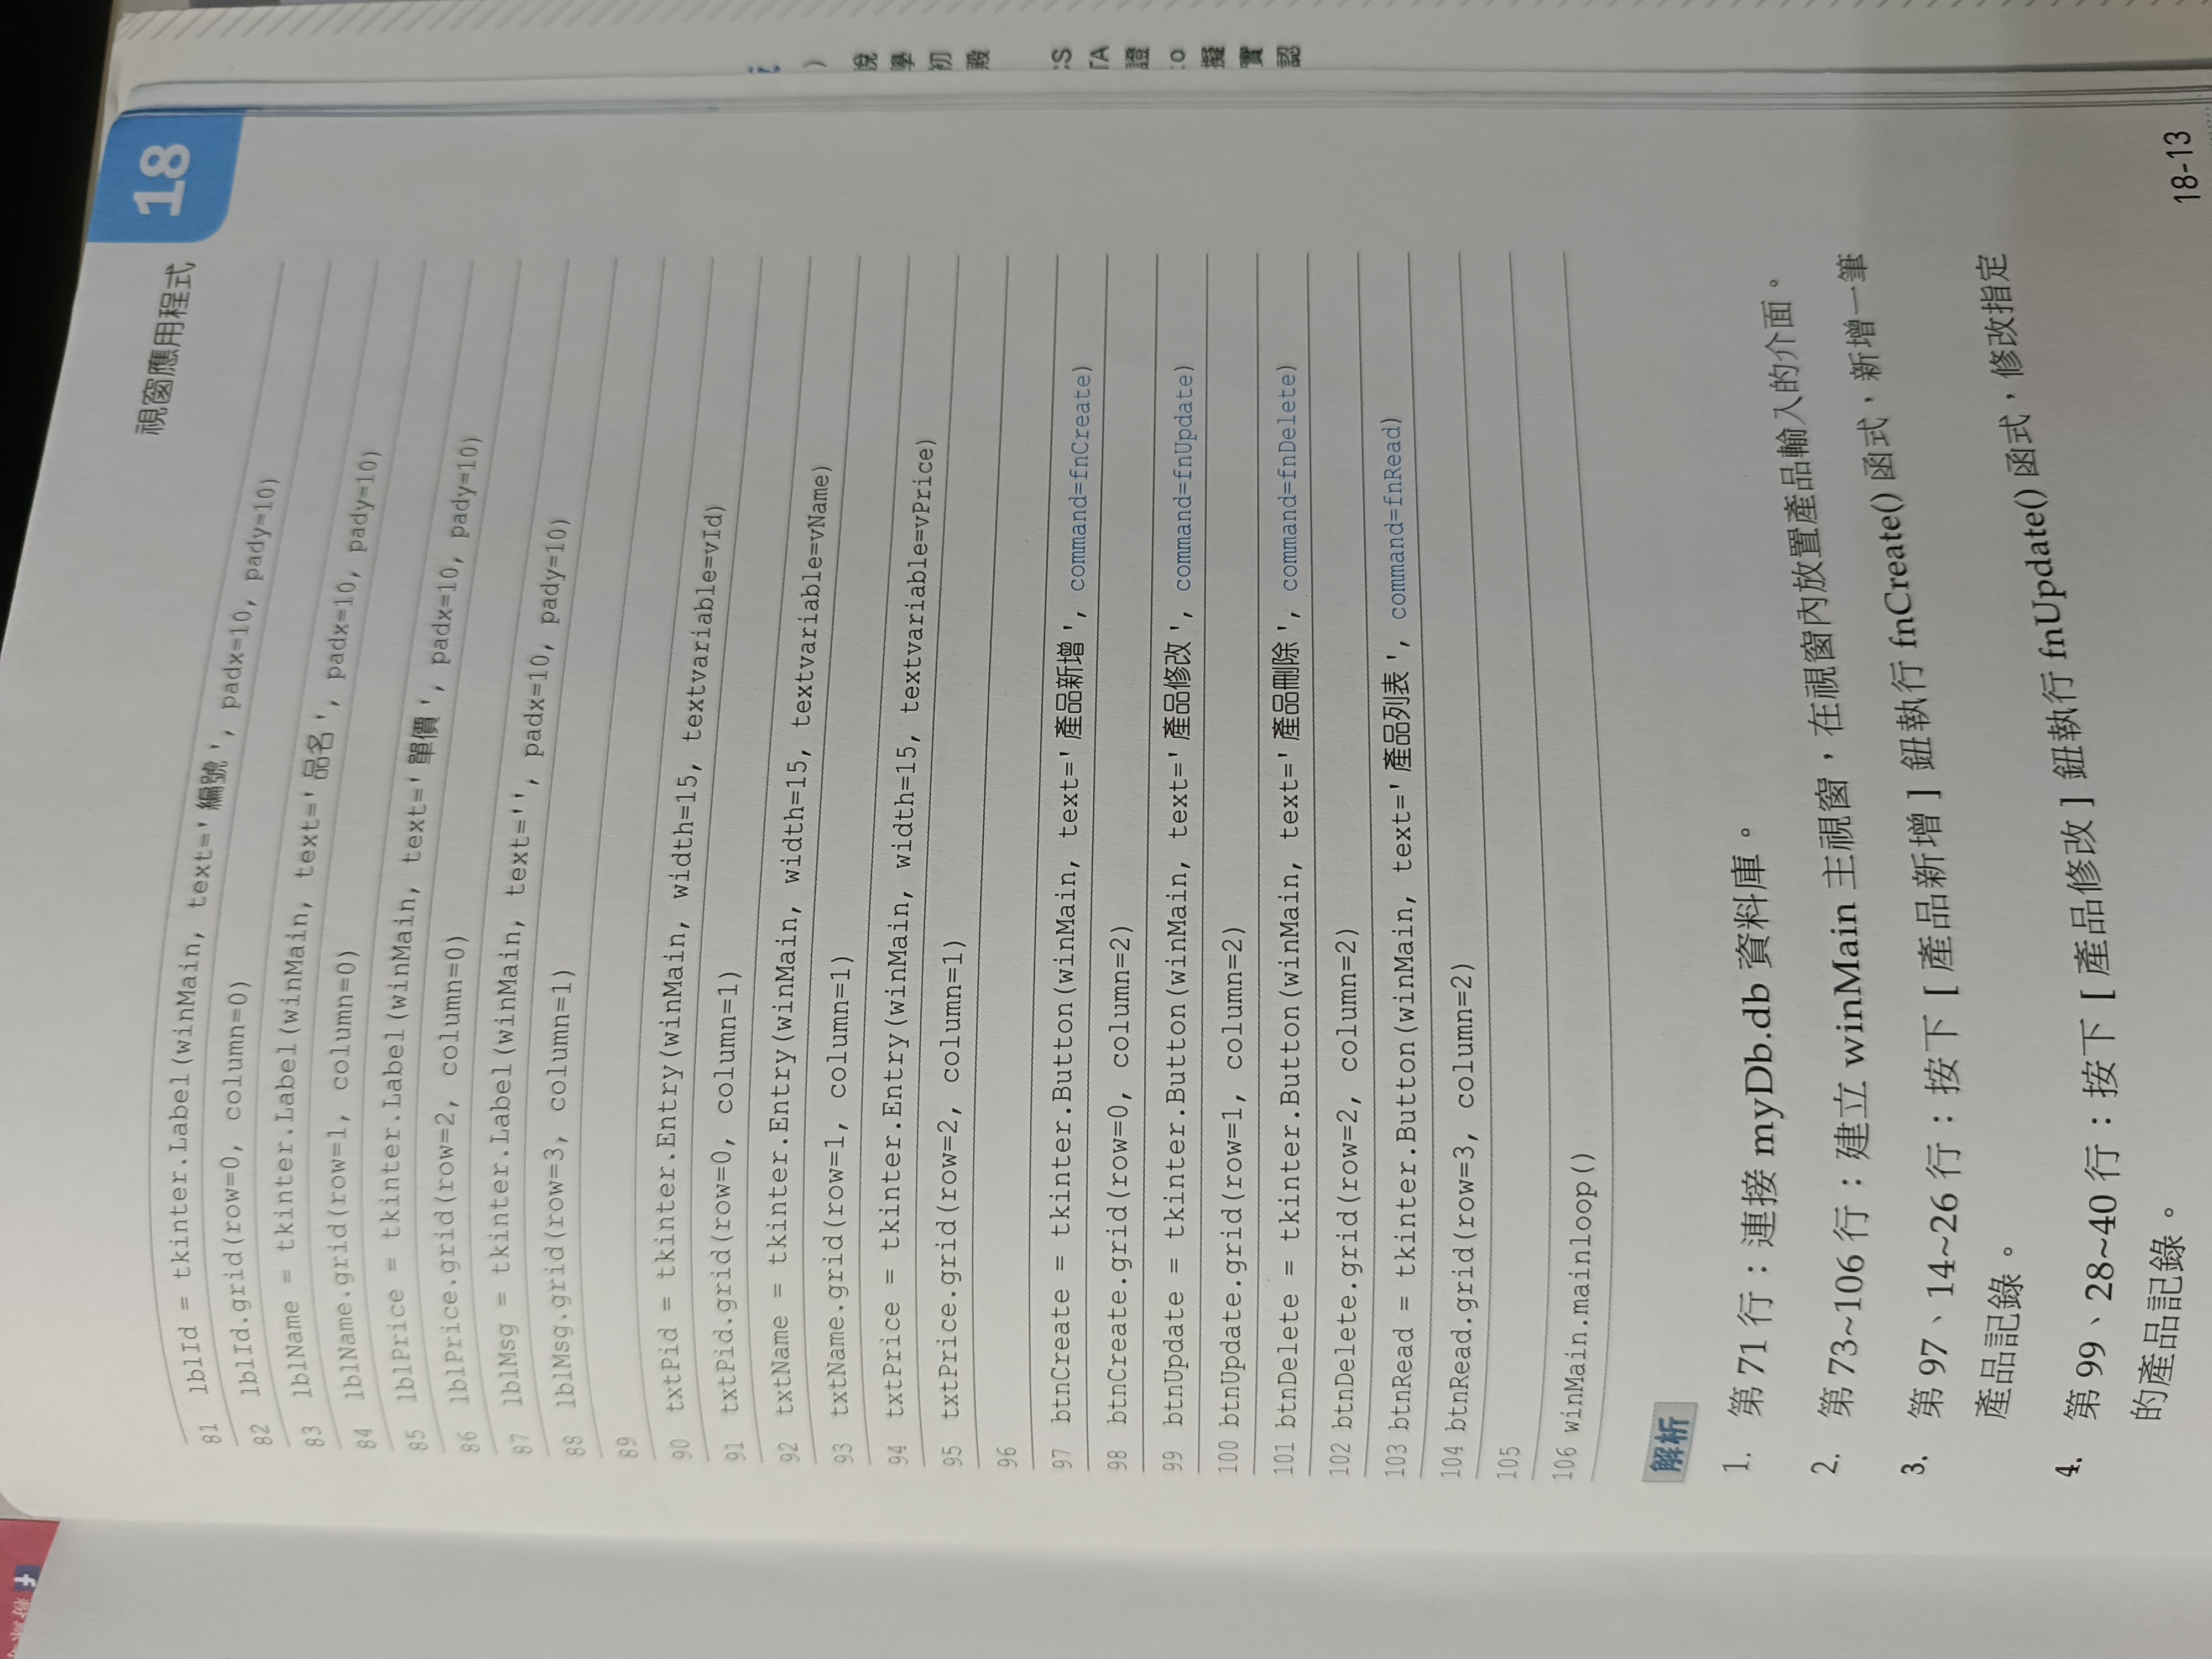 視窗應用程式
18
81 lblId = tkinter.Label(winMain, text='編號', padx=10, pady=10)
82 lblId.grid(row=0, column=0)
83 lblName = tkinter.Label(winMain, text='品名', padx=10, pady=10)
84 lblName.grid(row=1, column=0)
85 lblPrice = tkinter.Label(winMain, text='單價', padx=10, pady=10)
86 lblPrice.grid(row=2, column=0)
87 lblMsg = tkinter.Label(winMain, text='', padx=10, pady=10)
88 lblMsg.grid(row=3, column=1)
89
90 txtPid = tkinter.Entry(winMain, width=15, textvariable=vId)
91 txtPid.grid(row=0, column=1)
92 txtName = tkinter.Entry(winMain, width=15, textvariable=vName)
93 txtName.grid(row=1, column=1)
94 txtPrice = tkinter.Entry(winMain, width=15, textvariable=vPrice)
95 txtPrice.grid(row=2, column=1)
96
97 btnCreate = tkinter.Button(winMain, text='產品新增', command=fnCreate)
98 btnCreate.grid(row=0, column=2)
99 btnUpdate = tkinter.Button(winMain, text='產品修改', command=fnUpdate)
100 btnUpdate.grid(row=1, column=2)
101 btnDelete = tkinter.Button(winMain, text='產品刪除', command=fnDelete)
102 btnDelete.grid(row=2, column=2)
103 btnRead = tkinter.Button(winMain, text='產品列表', command=fnRead)
104 btnRead.grid(row=3, column=2)
105
106 winMain.mainloop()
解析
1. 第 71 行：連接 myDb.db 資料庫。
2. 第 73~106 行：建立 winMain 主視窗，在視窗內放置產品輸入的介面。
3. 第 97、14~26 行：按下 [ 產品新增 ] 鈕執行 fnCreate() 函式，新增一筆
產品記錄。
4. 第 99、28~40 行：按下 [ 產品修改 ] 鈕執行 fnUpdate() 函式，修改指定
的產品記錄。
18-13